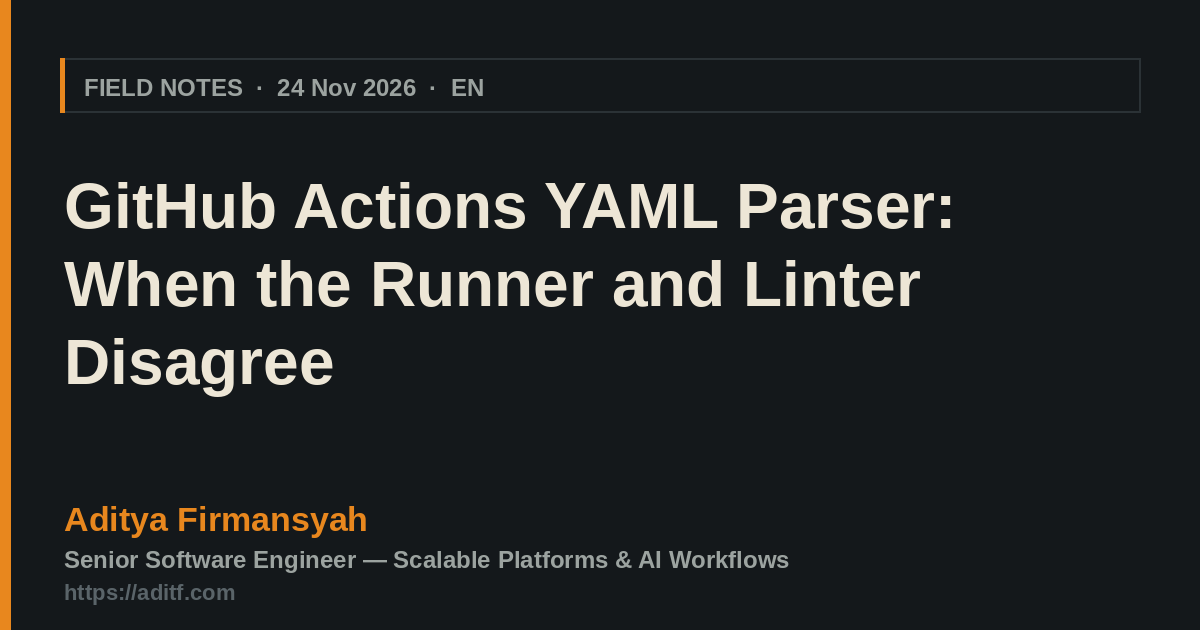 FIELD NOTES · 24 Nov 2026 · EN
GitHub Actions YAML Parser:
When the Runner and Linter
Disagree
Aditya Firmansyah
Senior Software Engineer — Scalable Platforms & AI Workflows
https://aditf.com